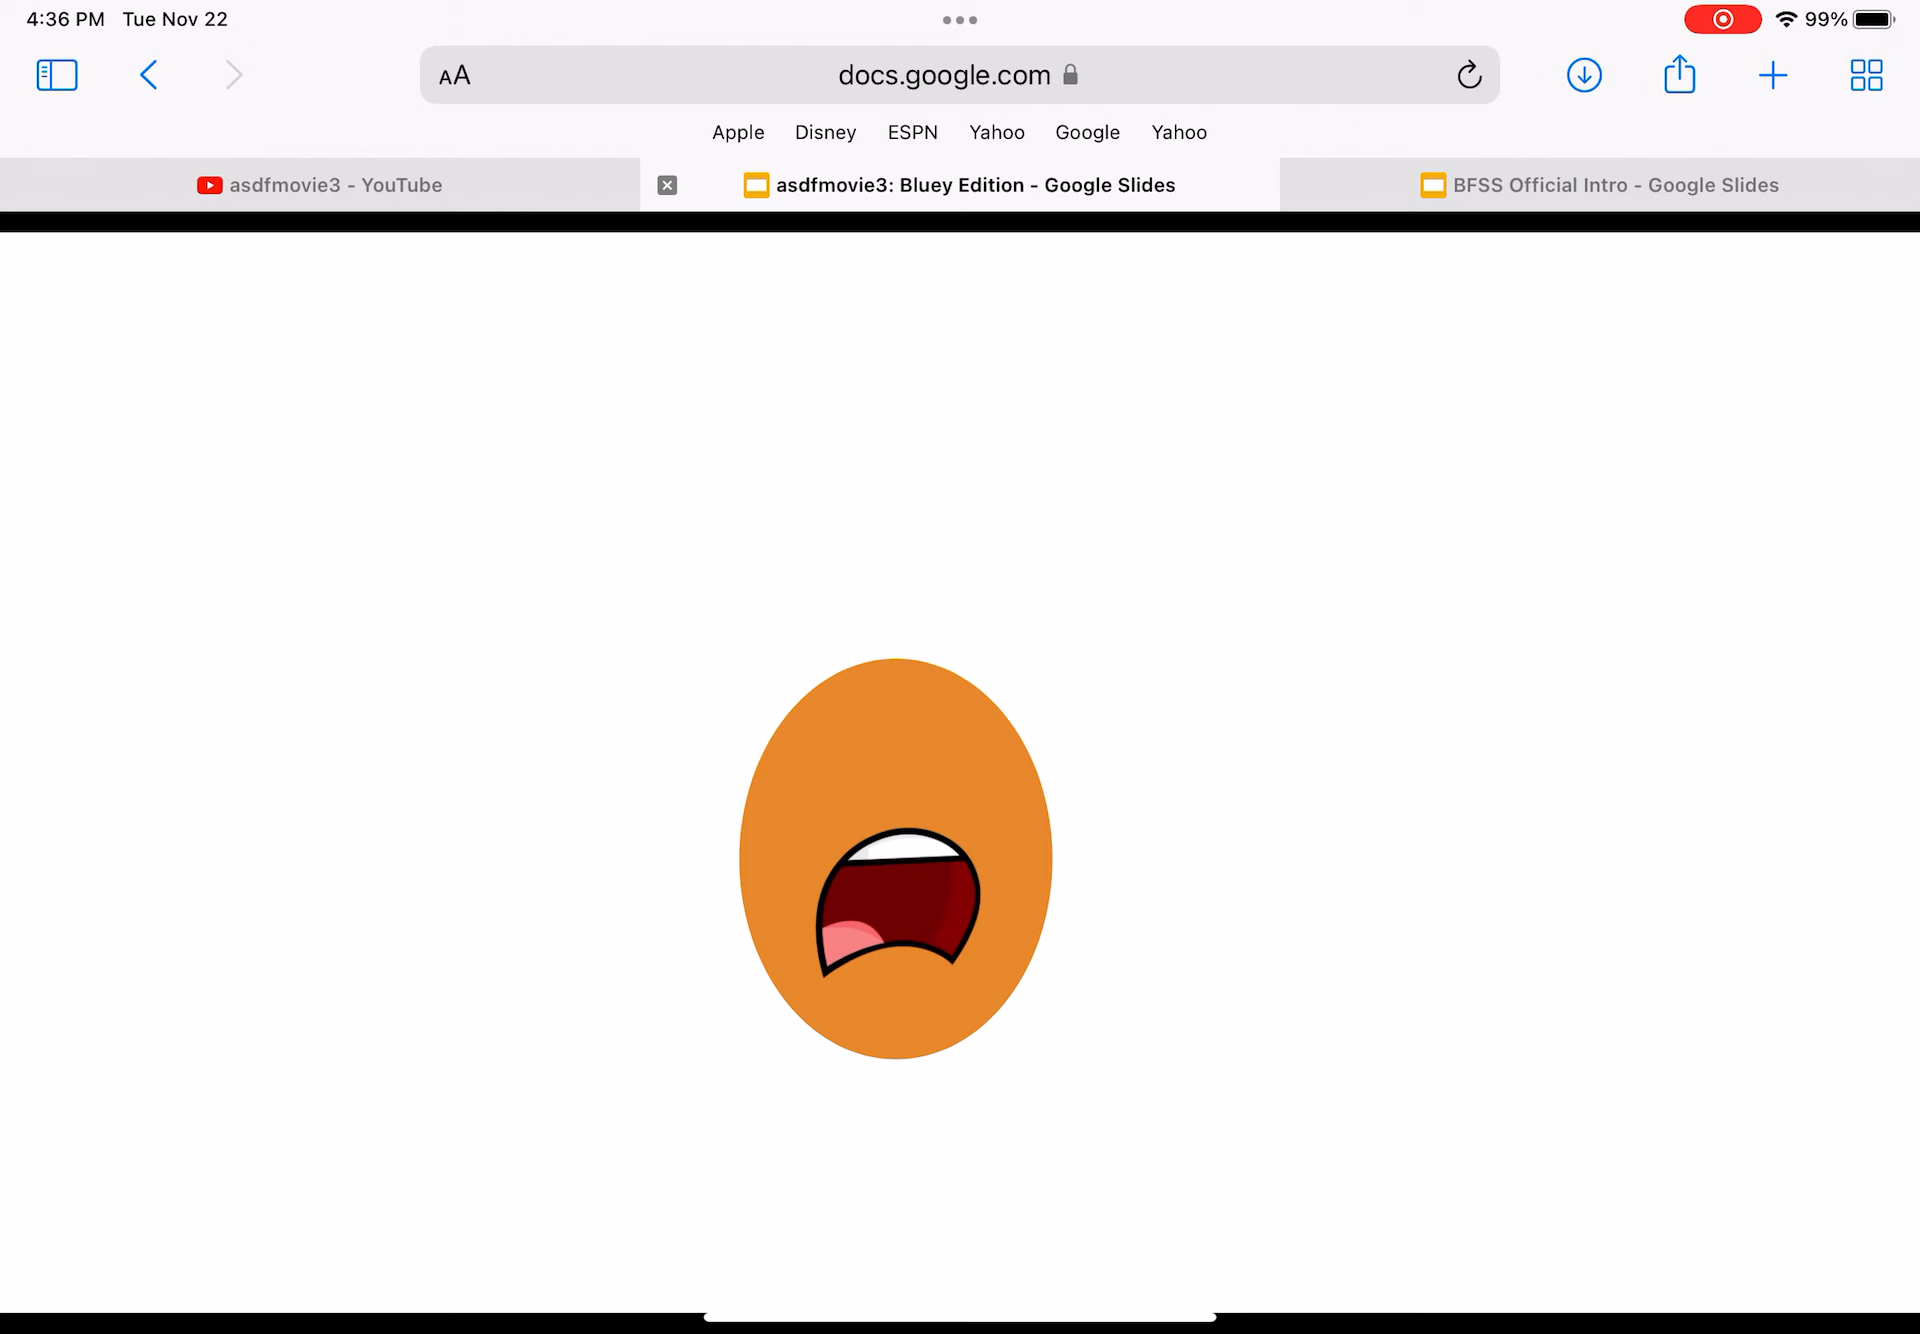 4:36 PM Tue Nov 22
99%
AA
docs.google.com
Apple Disney ESPN Yahoo Google Yahoo
asdfmovie3 - YouTube
asdfmovie3: Bluey Edition - Google Slides
BFSS Official Intro - Google Slides